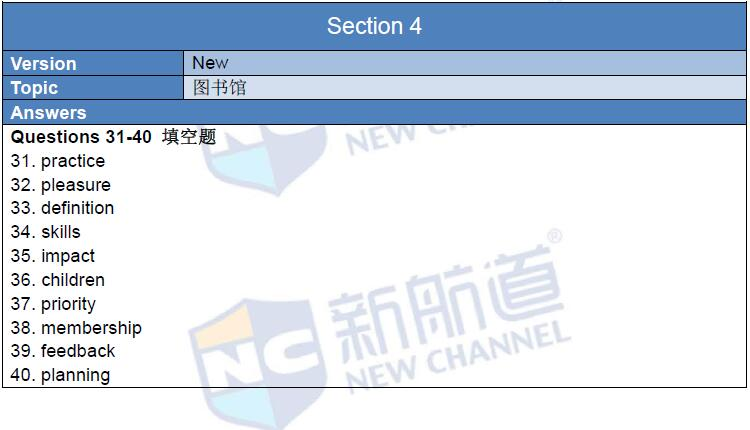 Section 4
Version New
Topic 图书馆
Answers
Questions 31-40 填空题
31. practice
32. pleasure
33. definition
34. skills
35. impact
36. children
37. priority
38. membership
39. feedback
40. planning
NEW CHANNEL
NC 新航道®
NEW CHANNEL